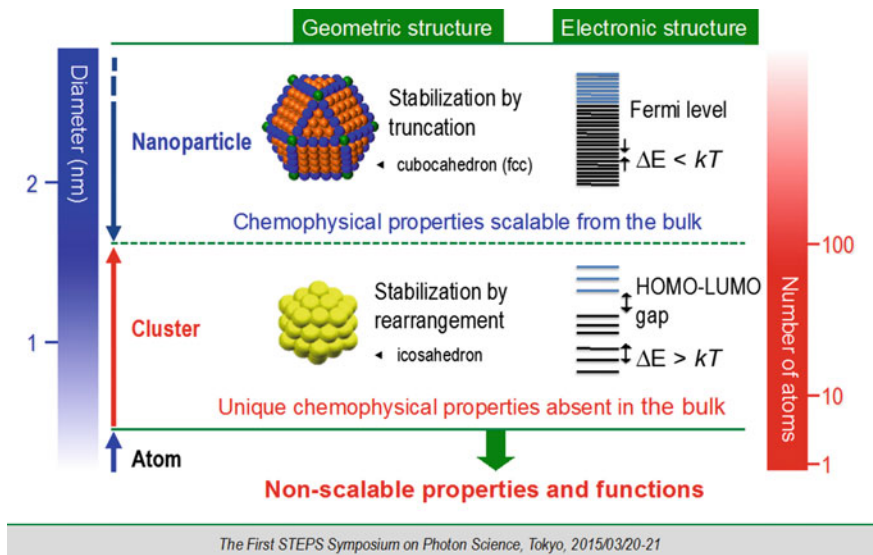 Geometric structure
Electronic structure
Diameter (nm)
2
1
Nanoparticle
Stabilization by
truncation
◄ cubocahedron (fcc)
Fermi level
ΔE < kT
Chemophysical properties scalable from the bulk
Cluster
Stabilization by
rearrangement
◄ icosahedron
HOMO-LUMO
gap
ΔE > kT
Unique chemophysical properties absent in the bulk
Atom
Non-scalable properties and functions
Number of atoms
100
10
1
The First STEPS Symposium on Photon Science, Tokyo, 2015/03/20-21